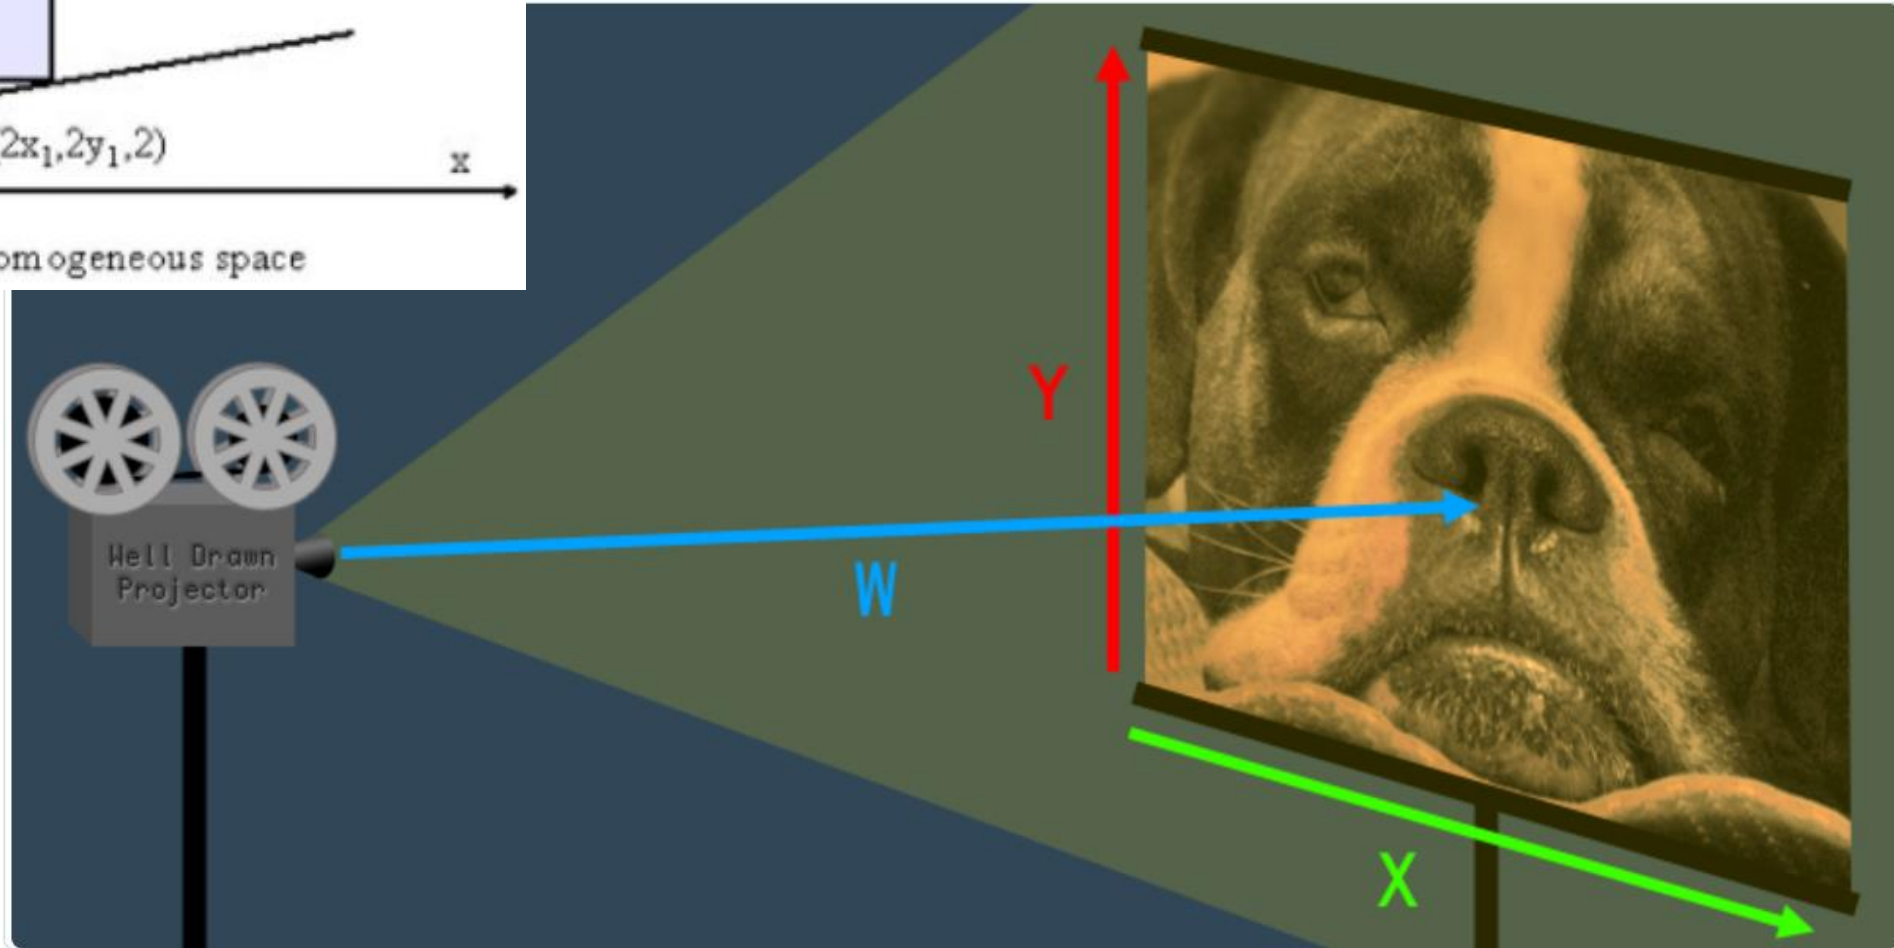 2x₁,2y₁,2)
x
omogeneous space
Y
Well Drawn
Projector
W
X